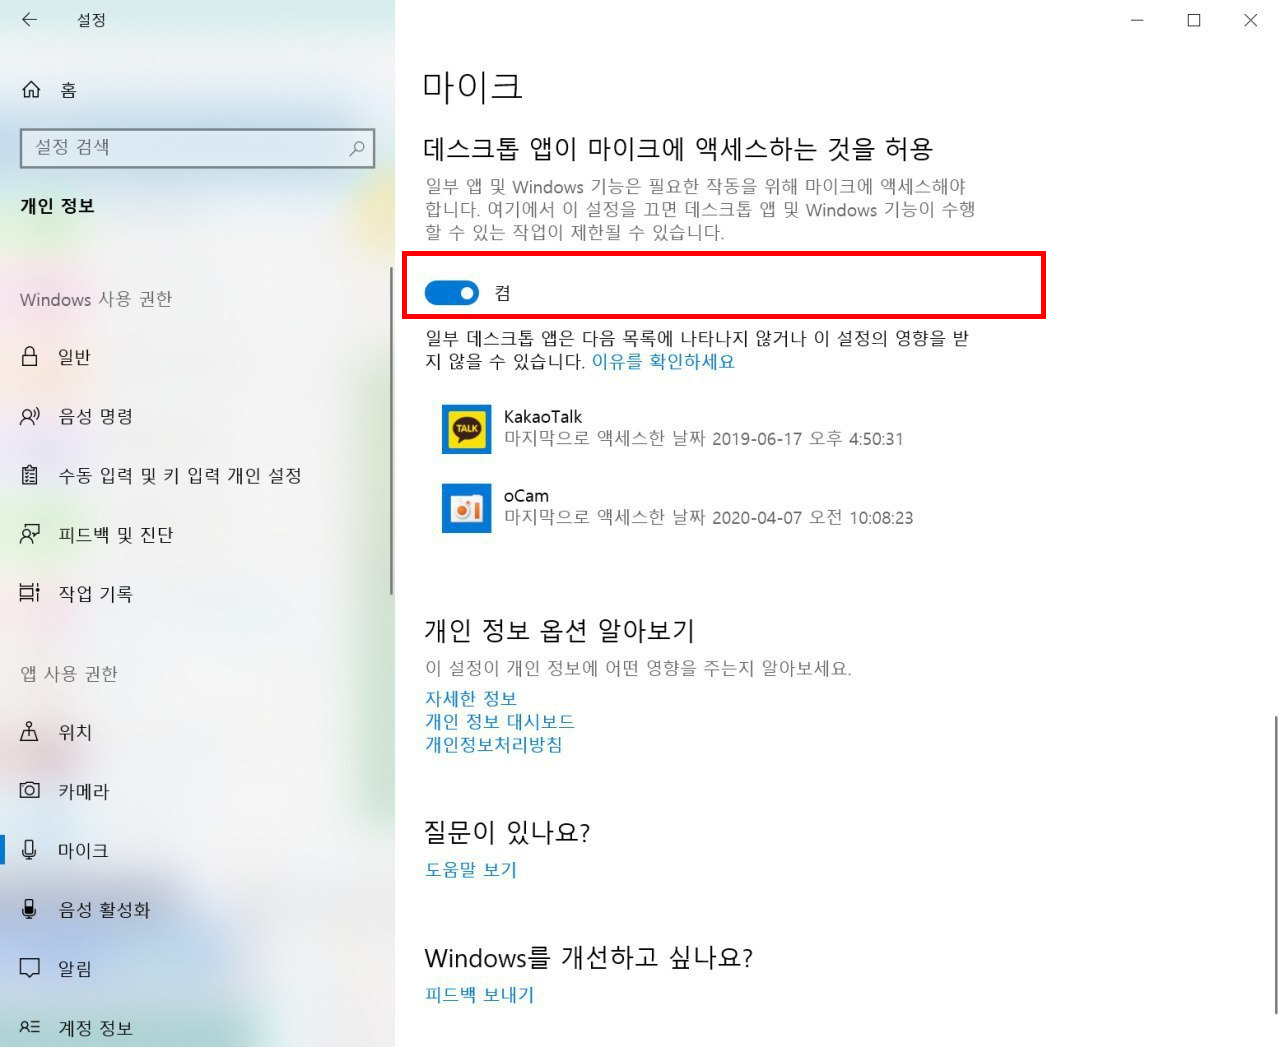 설정
홈
설정 검색
개인 정보
Windows 사용 권한
일반
음성 명령
수동 입력 및 키 입력 개인 설정
피드백 및 진단
작업 기록
앱 사용 권한
위치
카메라
마이크
음성 활성화
알림
계정 정보
마이크
데스크톱 앱이 마이크에 액세스하는 것을 허용
일부 앱 및 Windows 기능은 필요한 작동을 위해 마이크에 액세스해야
합니다. 여기에서 이 설정을 끄면 데스크톱 앱 및 Windows 기능이 수행
할 수 있는 작업이 제한될 수 있습니다.
켬
일부 데스크톱 앱은 다음 목록에 나타나지 않거나 이 설정의 영향을 받
지 않을 수 있습니다. 이유를 확인하세요
TALK
KakaoTalk
마지막으로 액세스한 날짜 2019-06-17 오후 4:50:31
oCam
마지막으로 액세스한 날짜 2020-04-07 오전 10:08:23
개인 정보 옵션 알아보기
이 설정이 개인 정보에 어떤 영향을 주는지 알아보세요.
자세한 정보
개인 정보 대시보드
개인정보처리방침
질문이 있나요?
도움말 보기
Windows를 개선하고 싶나요?
피드백 보내기